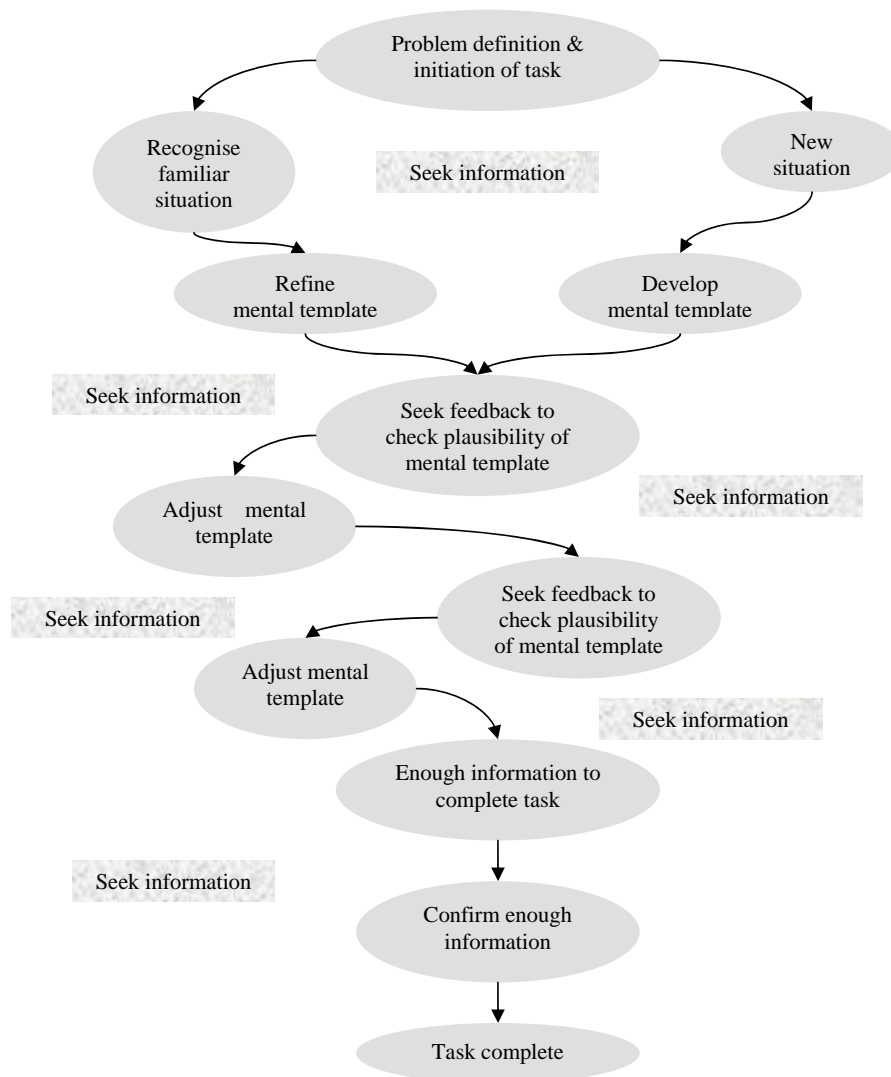 Problem definition &
initiation of task
Recognise
familiar
situation
Seek information
New
situation
Refine
mental template
Develop
mental template
Seek information
Seek feedback to
check plausibility of
mental template
Seek information
Adjust mental
template
Seek information
Seek feedback to
check plausibility
of mental template
Adjust mental
template
Seek information
Enough information to
complete task
Seek information
Confirm enough
information
Task complete